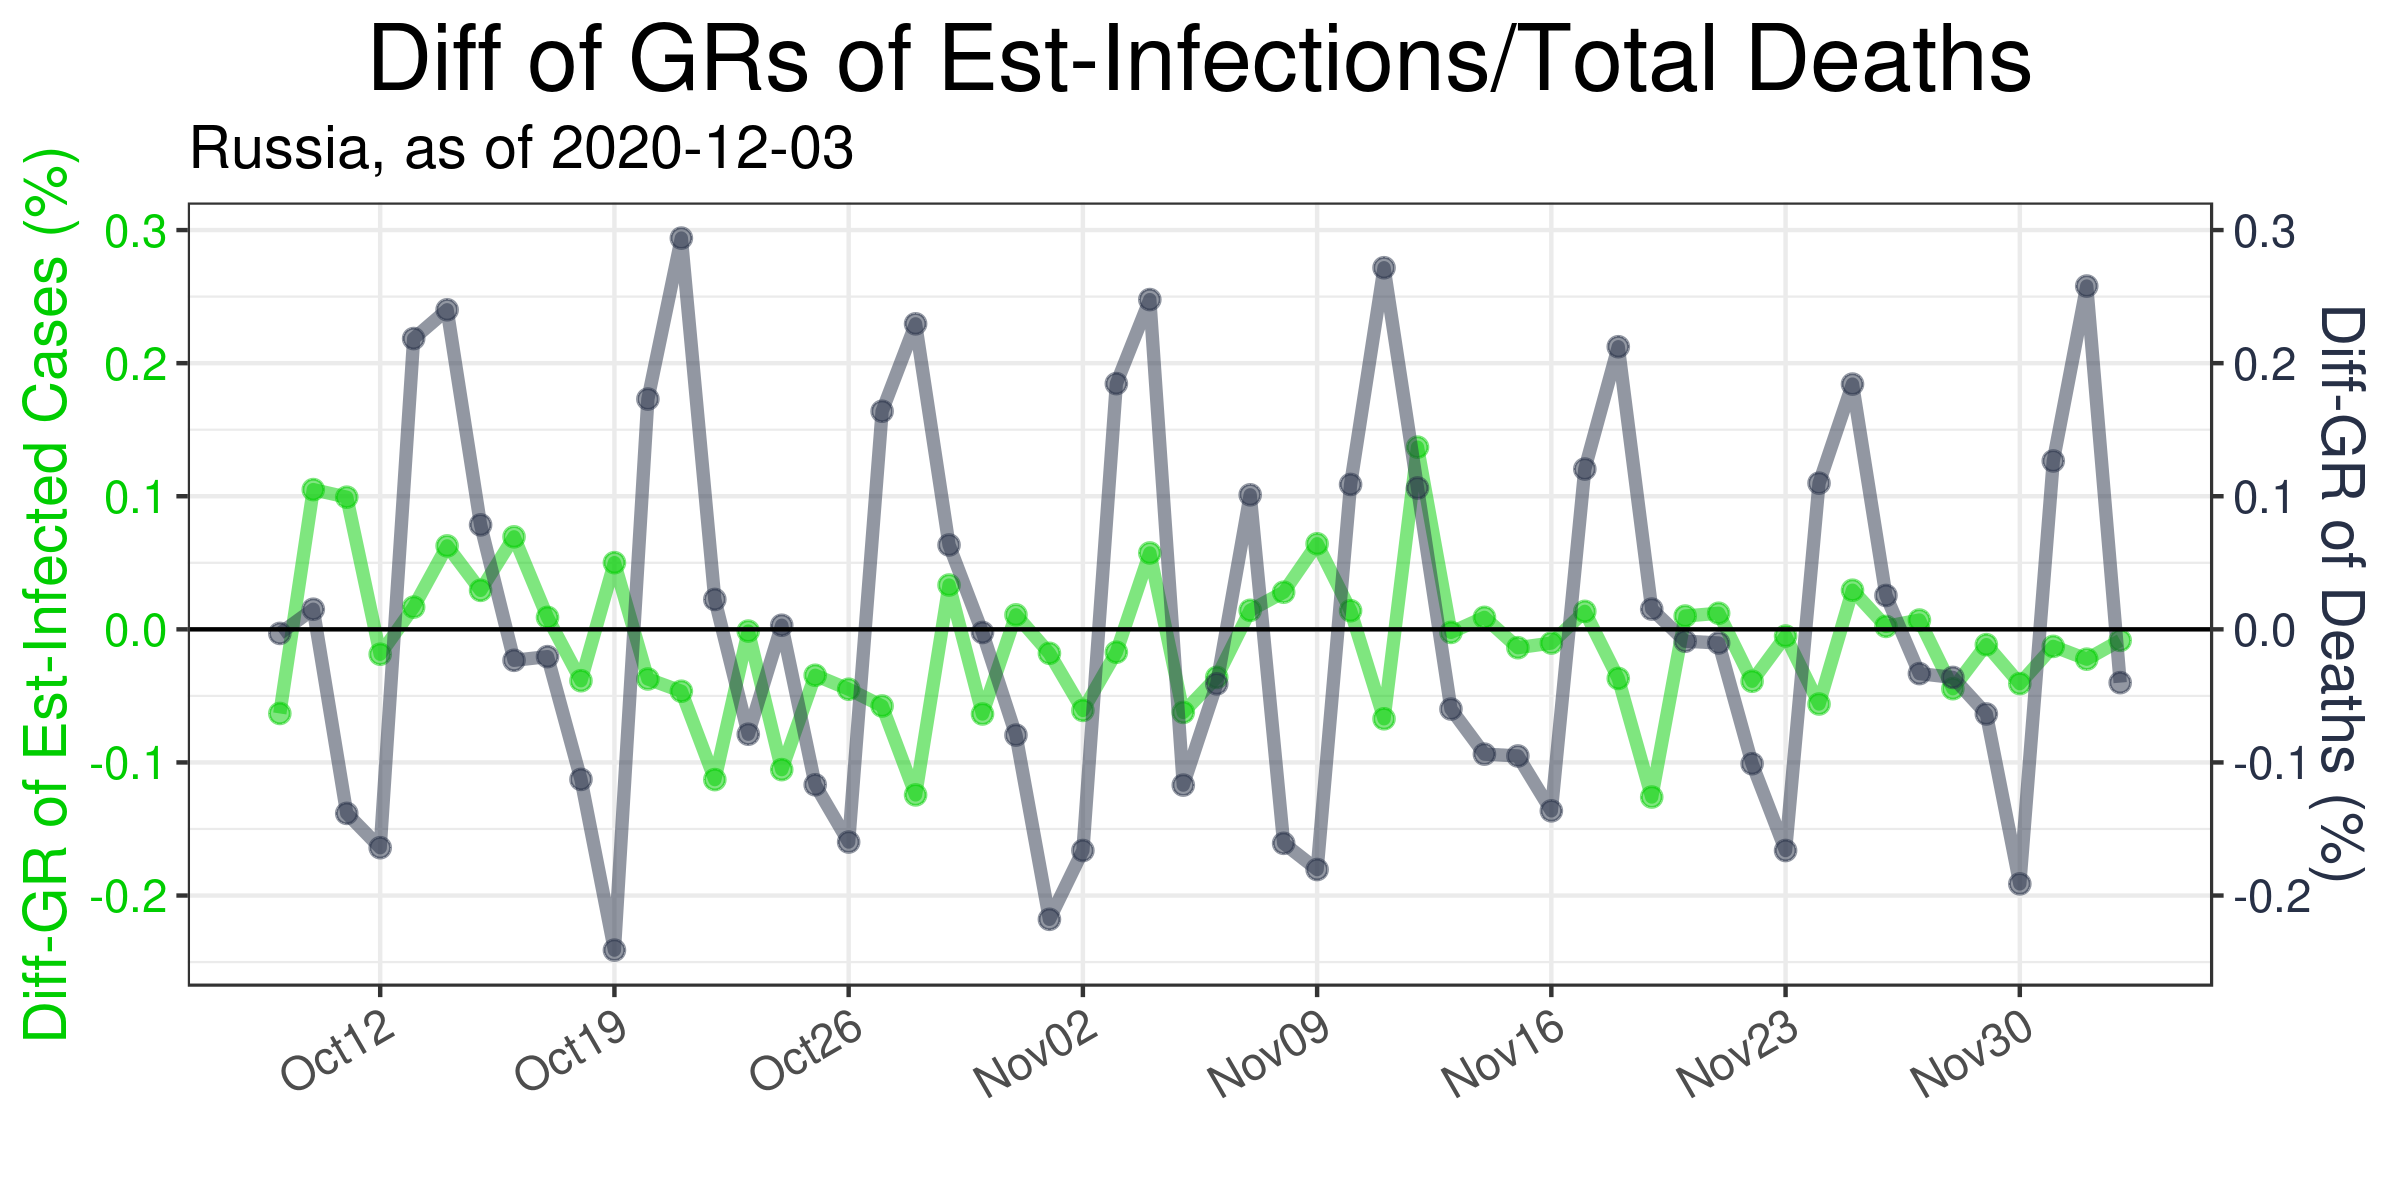 Diff of GRs of Est-Infections/Total Deaths
Russia, as of 2020-12-03
Diff-GR of Est-Infected Cases (%)
0.3
0.2
0.1
0.0
-0.1
-0.2
0.3
0.2
0.1
0.0
-0.1
-0.2
Diff-GR of Deaths (%)
Oct12
Oct19
Oct26
Nov02
Nov09
Nov16
Nov23
Nov30